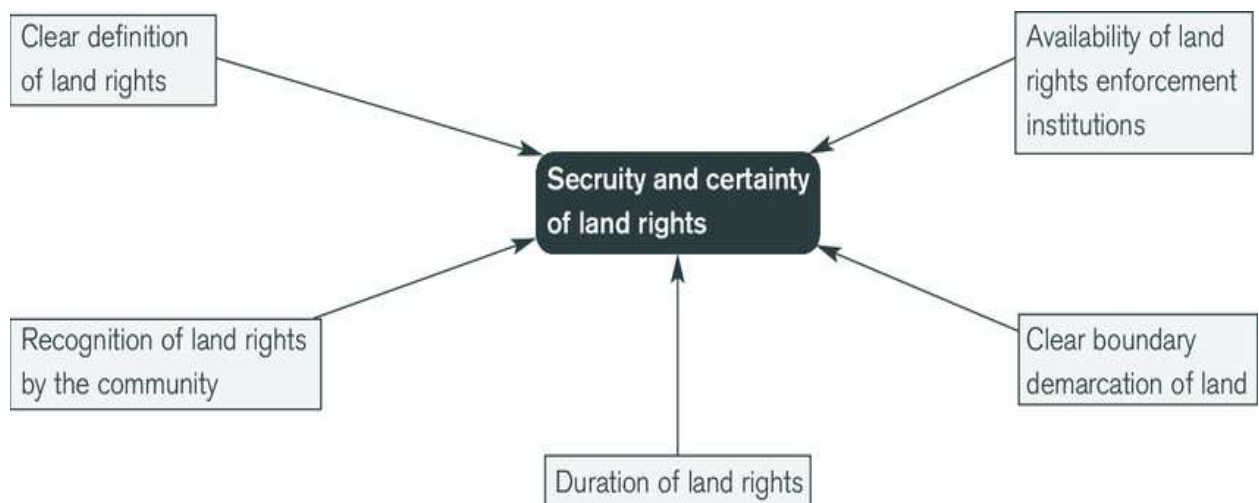 Clear definition
of land rights
Availability of land
rights enforcement
institutions
Secruity and certainty
of land rights
Recognition of land rights
by the community
Clear boundary
demarcation of land
Duration of land rights